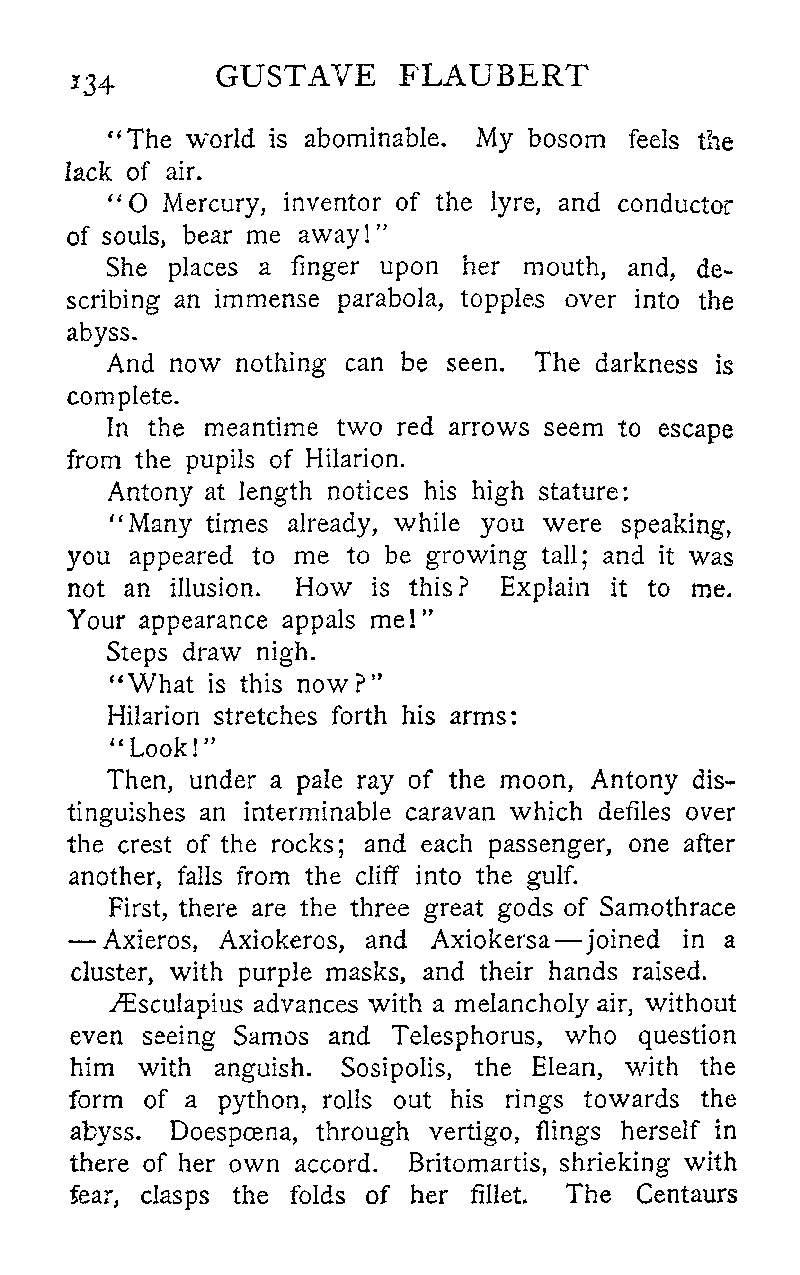 134 GUSTAVE FLAUBERT
"The world is abominable. My bosom feels the
lack of air.
"O Mercury, inventor of the lyre, and conductor
of souls, bear me away!"
She places a finger upon her mouth, and, de-
scribing an immense parabola, topples over into the
abyss.
And now nothing can be seen. The darkness is
complete.
In the meantime two red arrows seem to escape
from the pupils of Hilarion.
Antony at length notices his high stature:
"Many times already, while you were speaking,
you appeared to me to be growing tall; and it was
not an illusion. How is this? Explain it to me.
Your appearance appals me!"
Steps draw nigh.
"What is this now?"
Hilarion stretches forth his arms:
"Look!"
Then, under a pale ray of the moon, Antony dis-
tinguishes an interminable caravan which defiles over
the crest of the rocks; and each passenger, one after
another, falls from the cliff into the gulf.
First, there are the three great gods of Samothrace
—Axieros, Axiokeros, and Axiokersa—joined in a
cluster, with purple masks, and their hands raised.
Æsculapius advances with a melancholy air, without
even seeing Samos and Telesphorus, who question
him with anguish. Sosipolis, the Elean, with the
form of a python, rolls out his rings towards the
abyss. Doespœna, through vertigo, flings herself in
there of her own accord. Britomartis, shrieking with
fear, clasps the folds of her fillet. The Centaurs